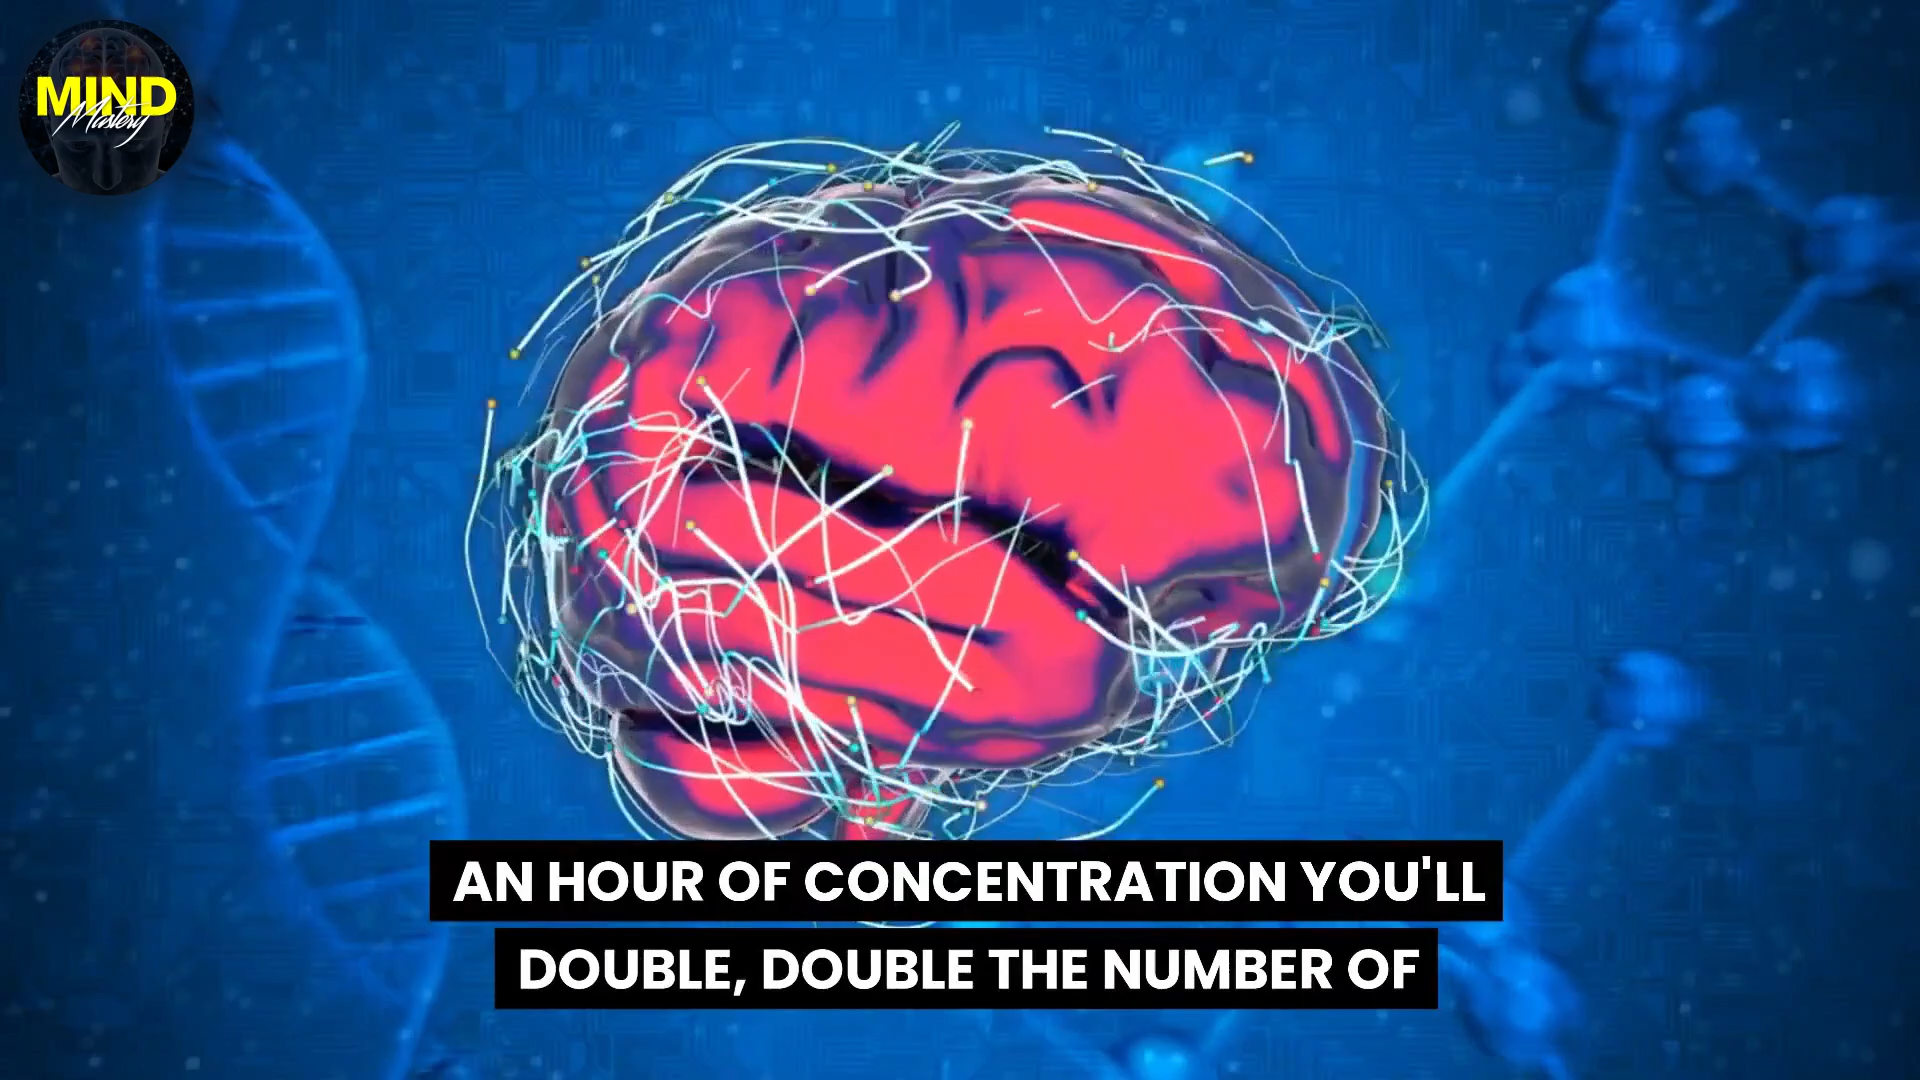 MIND
Mastery
AN HOUR OF CONCENTRATION YOU'LL
DOUBLE, DOUBLE THE NUMBER OF